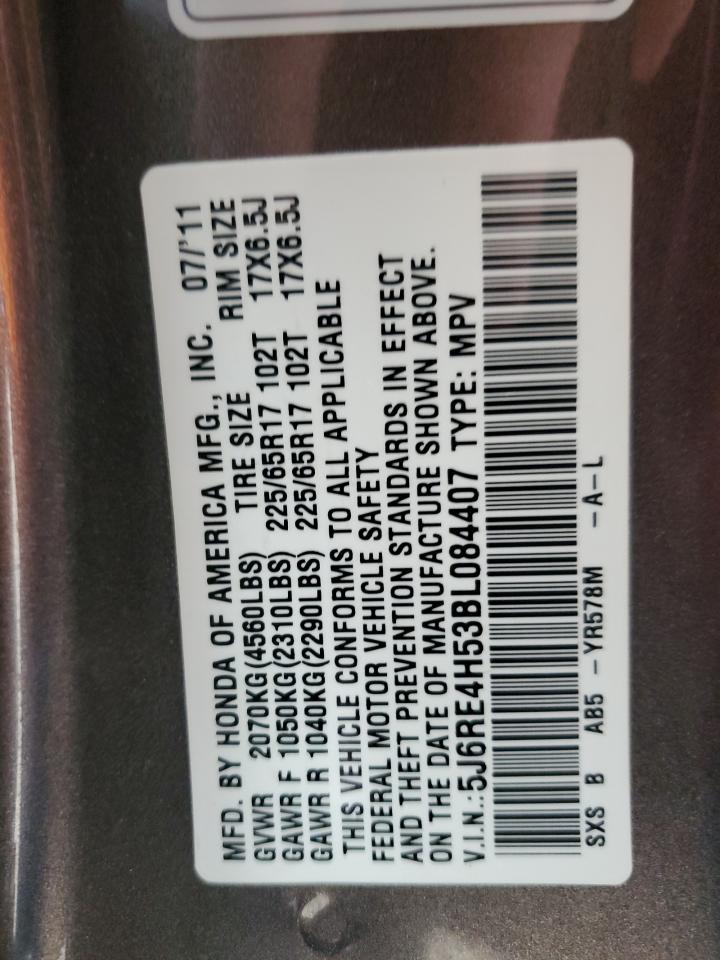 MFD. BY HONDA OF AMERICA MFG., INC. 07/'11
GVWR 2070KG(4560LBS) TIRE SIZE RIM SIZE
GAWR F 1050KG(2310LBS) 225/65R17 102T 17X6.5J
GAWR R 1040KG(2290LBS) 225/65R17 102T 17X6.5J
THIS VEHICLE CONFORMS TO ALL APPLICABLE
FEDERAL MOTOR VEHICLE SAFETY
AND THEFT PREVENTION STANDARDS IN EFFECT
ON THE DATE OF MANUFACTURE SHOWN ABOVE.
V.I.N.:5J6RE4H53BL084407 TYPE: MPV
SXS B AB5 -YR578M -A-L